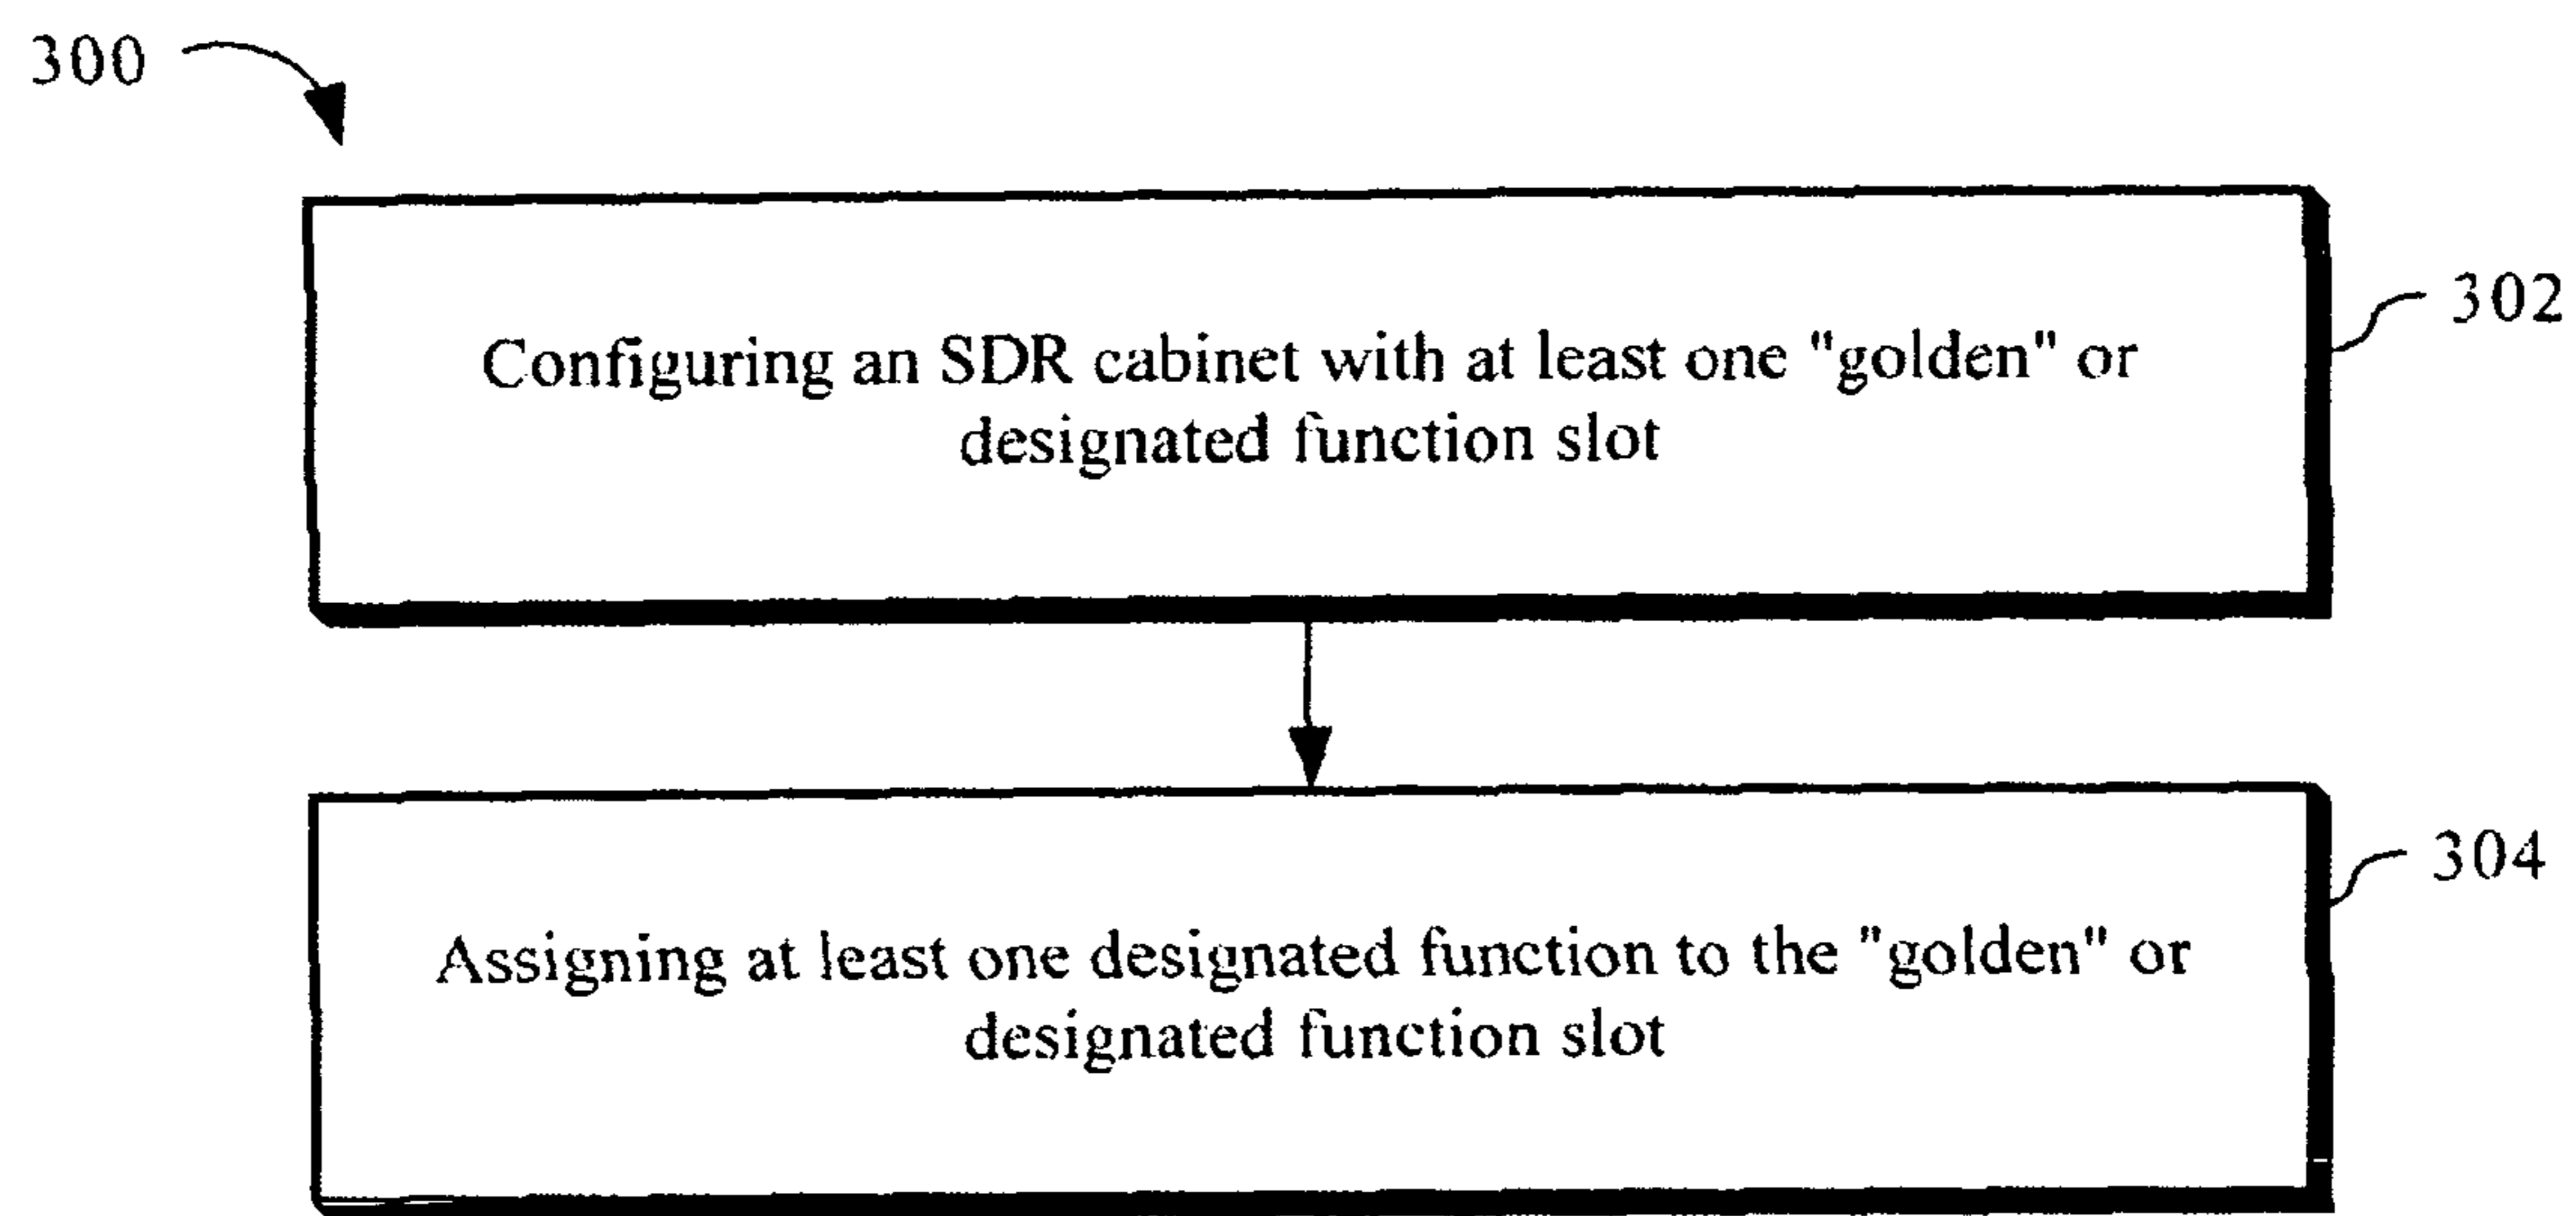 300
Configuring an SDR cabinet with at least one "golden" or
designated function slot
302
Assigning at least one designated function to the "golden" or
designated function slot
304